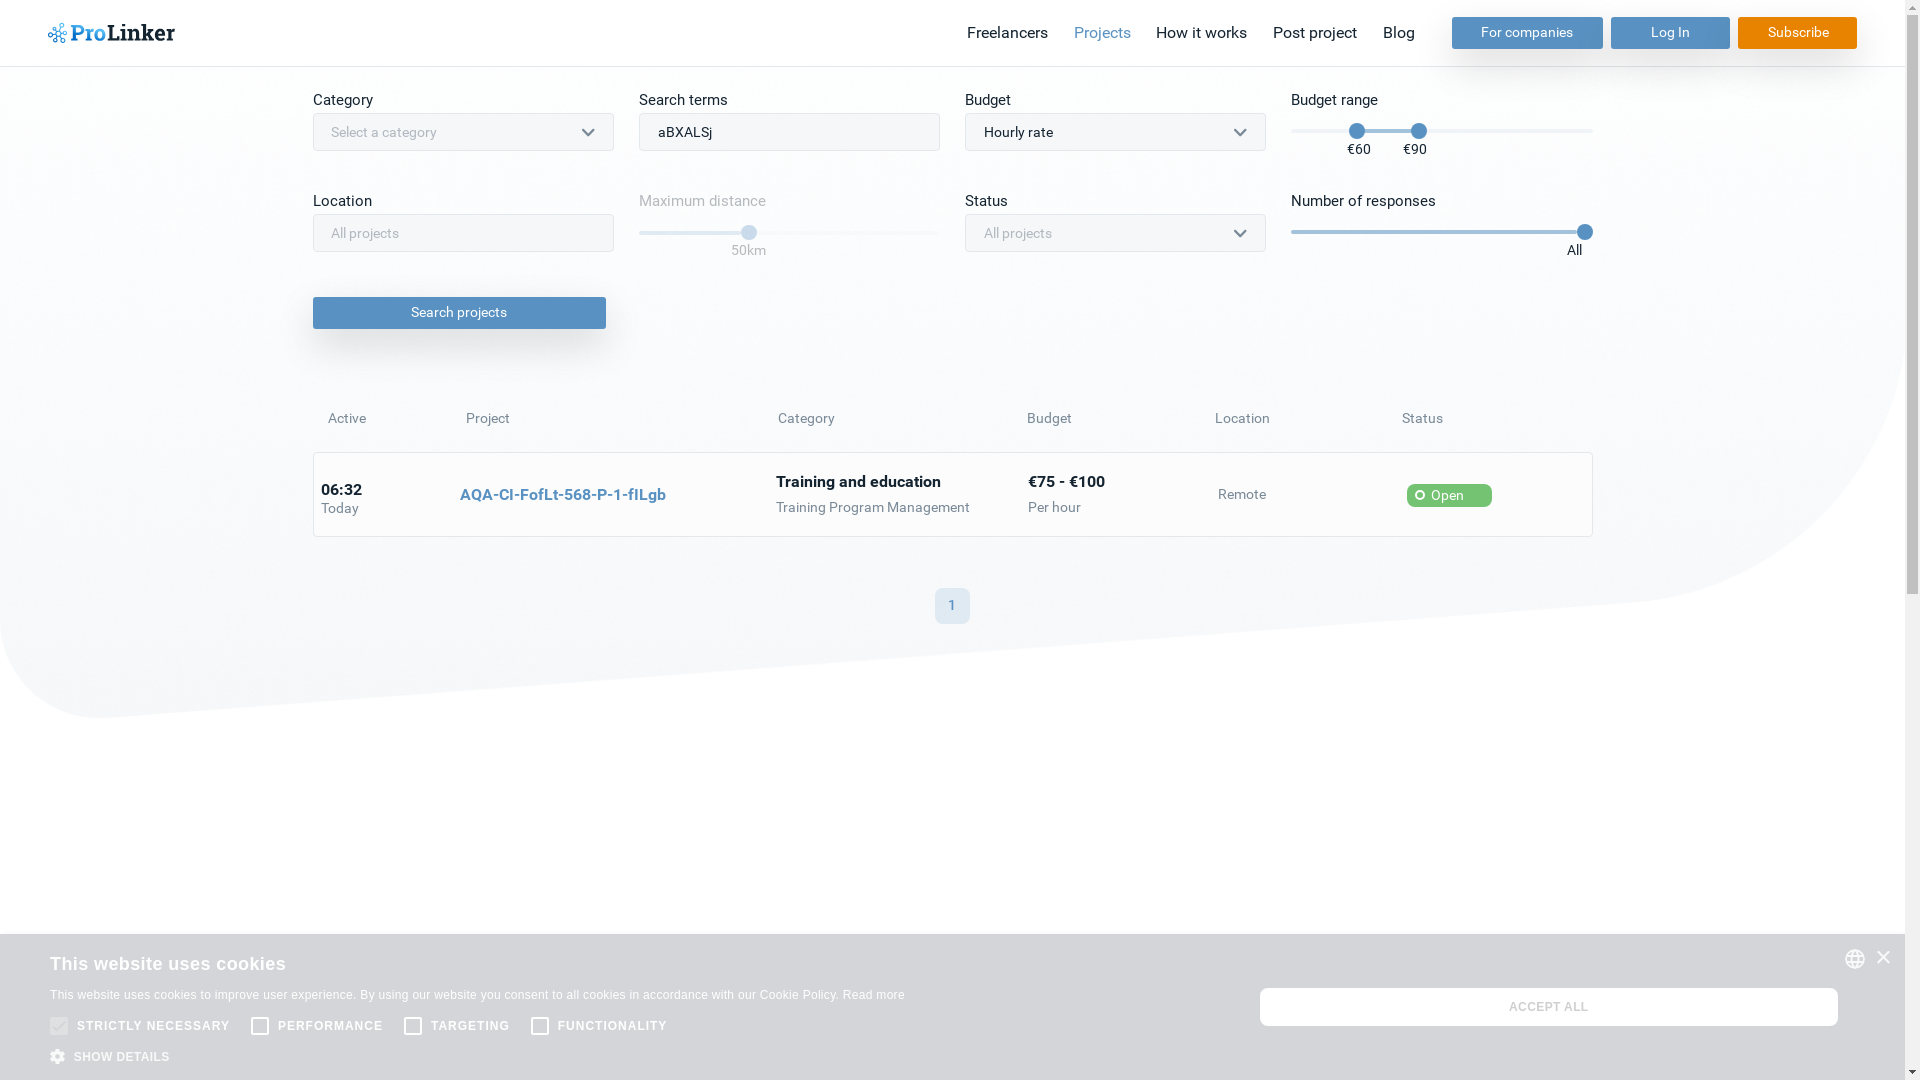 ProLinker
Freelancers
Projects
How it works
Post project
Blog
For companies
Log In
Subscribe
Category
Search terms
Budget
Budget range
Select a category
aBXALSj
Hourly rate
€60
€90
Location
Maximum distance
Status
Number of responses
All projects
50km
All projects
All
Search projects
Active
Project
Category
Budget
Location
Status
06:32
Today
AQA-CI-FofLt-568-P-1-fILgb
Training and education
Training Program Management
€75 - €100
Per hour
Remote
Open
1
This website uses cookies
This website uses cookies to improve user experience. By using our website you consent to all cookies in accordance with our Cookie Policy. Read more
STRICTLY NECESSARY
PERFORMANCE
TARGETING
FUNCTIONALITY
SHOW DETAILS
ACCEPT ALL